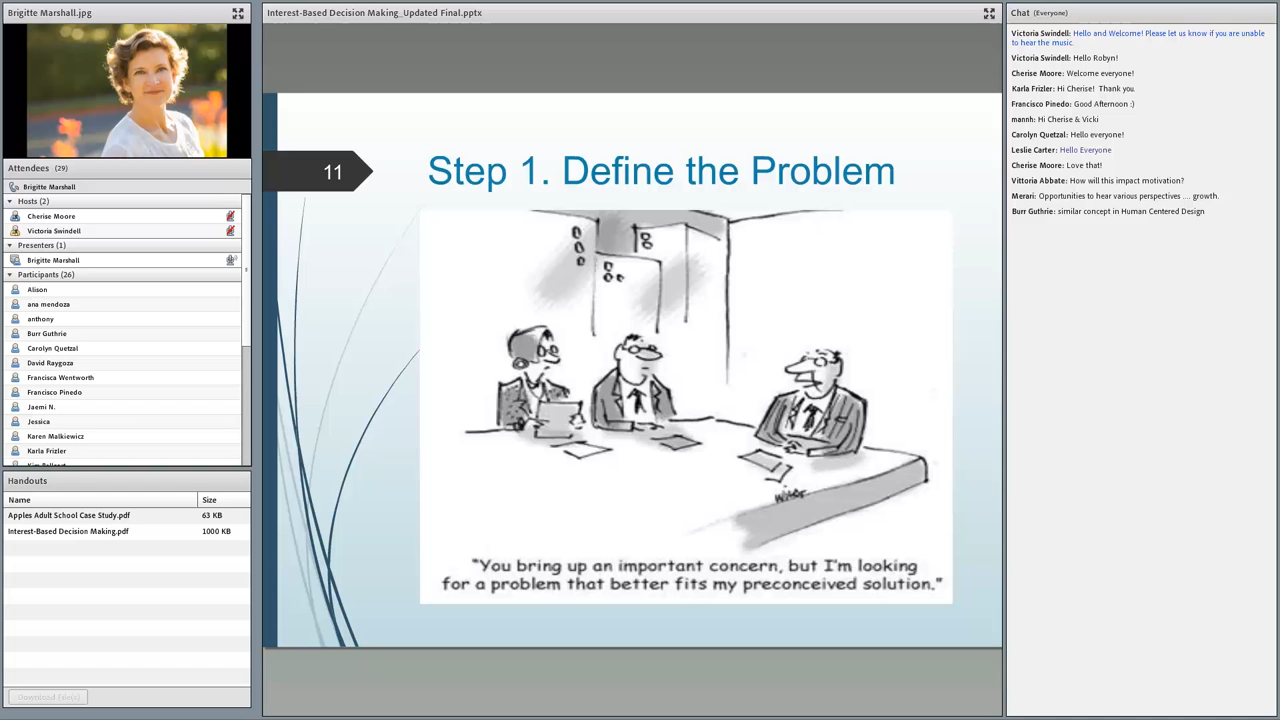 Brigitte Marshall.jpg
Attendees (29)
Brigitte Marshall
Hosts (2)
Cherise Moore
Victoria Swindell
Presenters (1)
Brigitte Marshall
Participants (26)
Alison
ana mendoza
anthony
Burr Guthrie
Carolyn Quetzal
David Raygoza
Francisca Wentworth
Francisco Pinedo
Jaemi N.
Jessica
Karen Malkiewicz
Karla Frizler
Handouts
Name Size
Apples Adult School Case Study.pdf 63 KB
Interest-Based Decision Making.pdf 1000 KB
Download File(s)
Interest-Based Decision Making_Updated Final.pptx
11
Step 1. Define the Problem
"You bring up an important concern, but I'm looking
for a problem that better fits my preconceived solution."
Chat (Everyone)
Victoria Swindell: Hello and Welcome! Please let us know if you are unable
to hear the music.
Victoria Swindell: Hello Robyn!
Cherise Moore: Welcome everyone!
Karla Frizler: Hi Cherise! Thank you.
Francisco Pinedo: Good Afternoon :)
mannh: Hi Cherise & Vicki
Carolyn Quetzal: Hello everyone!
Leslie Carter: Hello Everyone
Cherise Moore: Love that!
Vittoria Abbate: How will this impact motivation?
Merari: Opportunities to hear various perspectives .... growth.
Burr Guthrie: similar concept in Human Centered Design